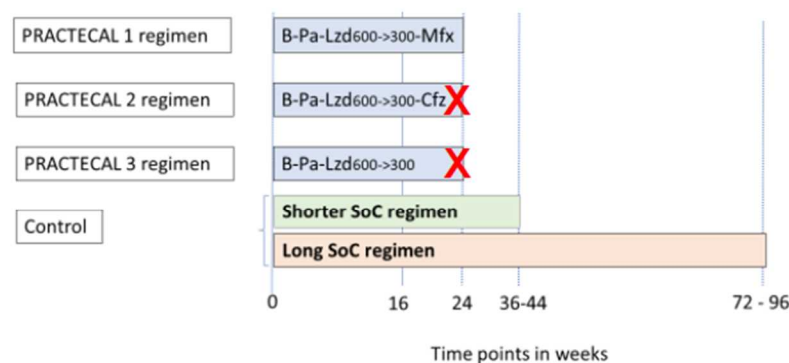 PRACTECAL 1 regimen
B-Pa-Lzd600->300-Mfx
PRACTECAL 2 regimen
B-Pa-Lzd600->300-Cfz
X
PRACTECAL 3 regimen
B-Pa-Lzd600->300
X
Control
Shorter SoC regimen
Long SoC regimen
0 16 24 36-44 72 - 96
Time points in weeks